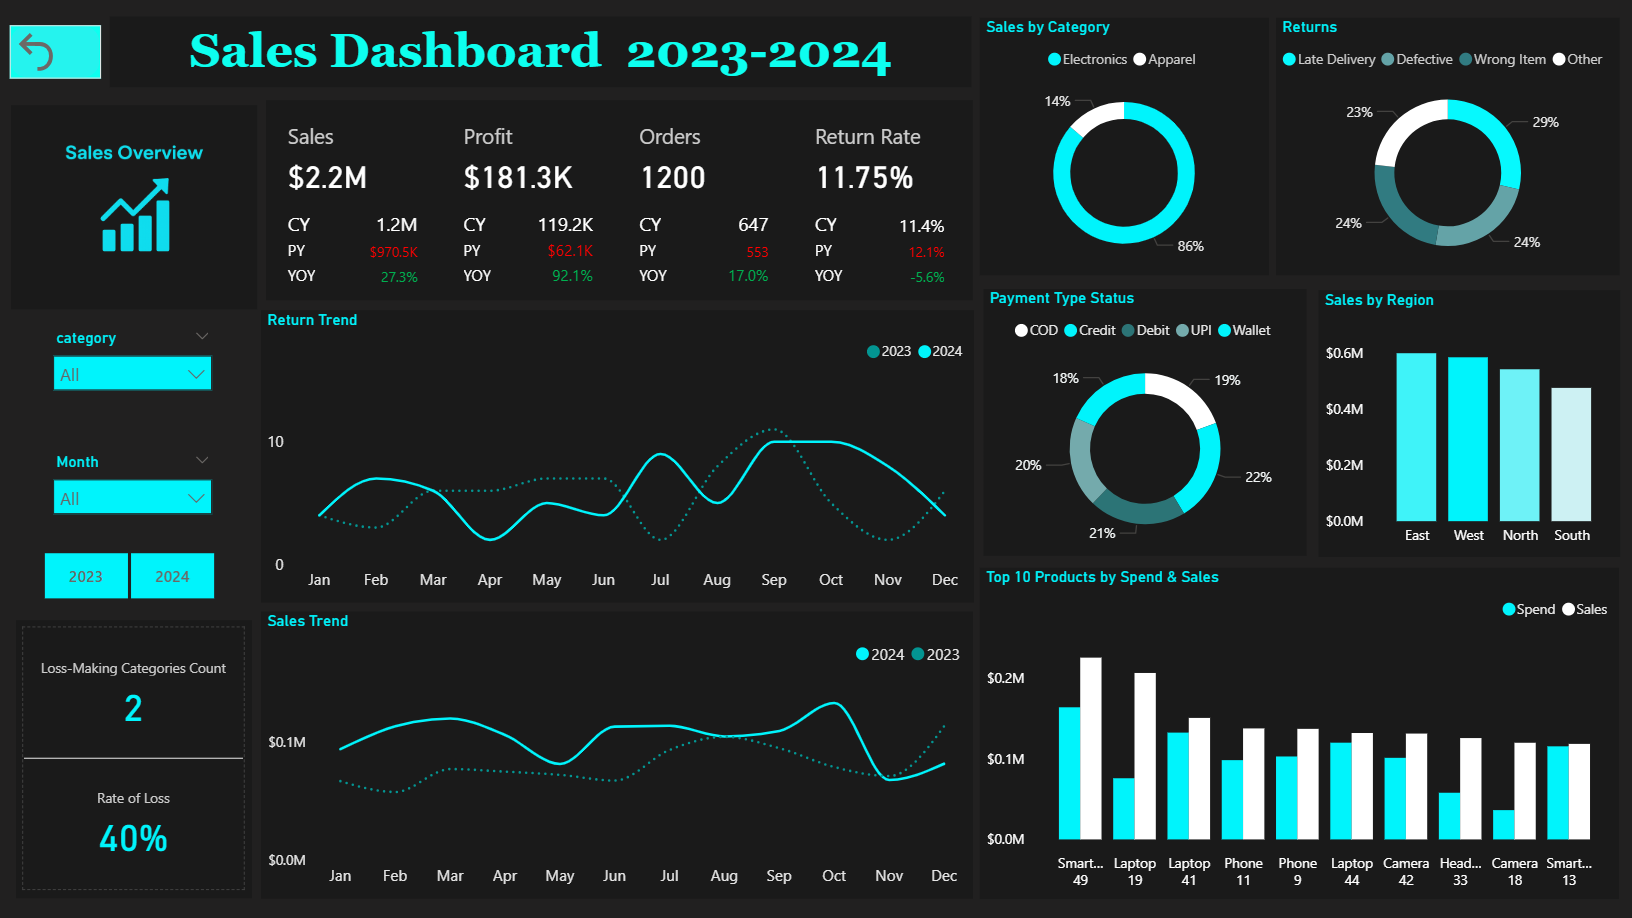 Sales Dashboard 2023-2024
Sales Overview
Sales
$2.2M
CY 1.2M
PY $970.5K
YOY 27.3%
Profit
$181.3K
CY 119.2K
PY $62.1K
YOY 92.1%
Orders
1200
CY 647
PY 553
YOY 17.0%
Return Rate
11.75%
CY 11.4%
PY 12.1%
YOY -5.6%
category
All
Month
All
2023 2024
Loss-Making Categories Count
2
Rate of Loss
40%
Return Trend
2023 2024
10
0
Jan Feb Mar Apr May Jun Jul Aug Sep Oct Nov Dec
Sales Trend
2024 2023
$0.1M
$0.0M
Jan Feb Mar Apr May Jun Jul Aug Sep Oct Nov Dec
Sales by Category
Electronics Apparel
14%
86%
Returns
Late Delivery Defective Wrong Item Other
23%
29%
24%
24%
Payment Type Status
COD Credit Debit UPI Wallet
18%
19%
20%
22%
21%
Sales by Region
$0.6M
$0.4M
$0.2M
$0.0M
East West North South
Top 10 Products by Spend & Sales
Spend Sales
$0.2M
$0.1M
$0.0M
Smart... Laptop Laptop Phone Phone Laptop Camera Head... Camera Smart...
49 19 41 11 9 44 42 33 18 13